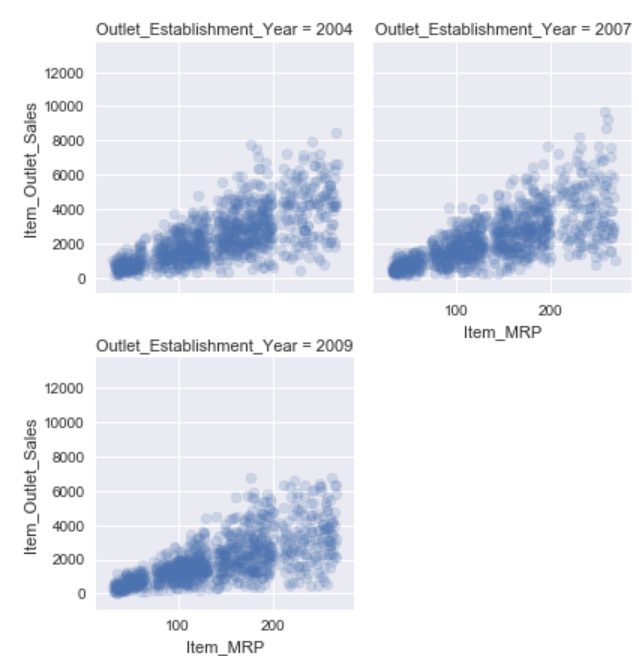 Outlet_Establishment_Year = 2004
Outlet_Establishment_Year = 2007
Item_Outlet_Sales
12000
10000
8000
6000
4000
2000
0
100
200
Item_MRP
Outlet_Establishment_Year = 2009
Item_Outlet_Sales
12000
10000
8000
6000
4000
2000
0
100
200
Item_MRP